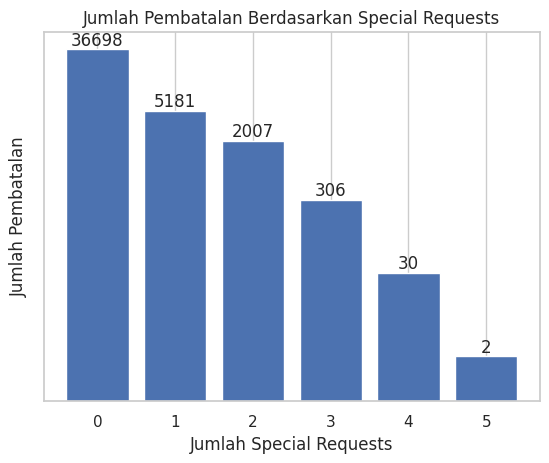 Jumlah Pembatalan Berdasarkan Special Requests
36698
5181
2007
306
30
2
Jumlah Pembatalan
0 1 2 3 4 5
Jumlah Special Requests